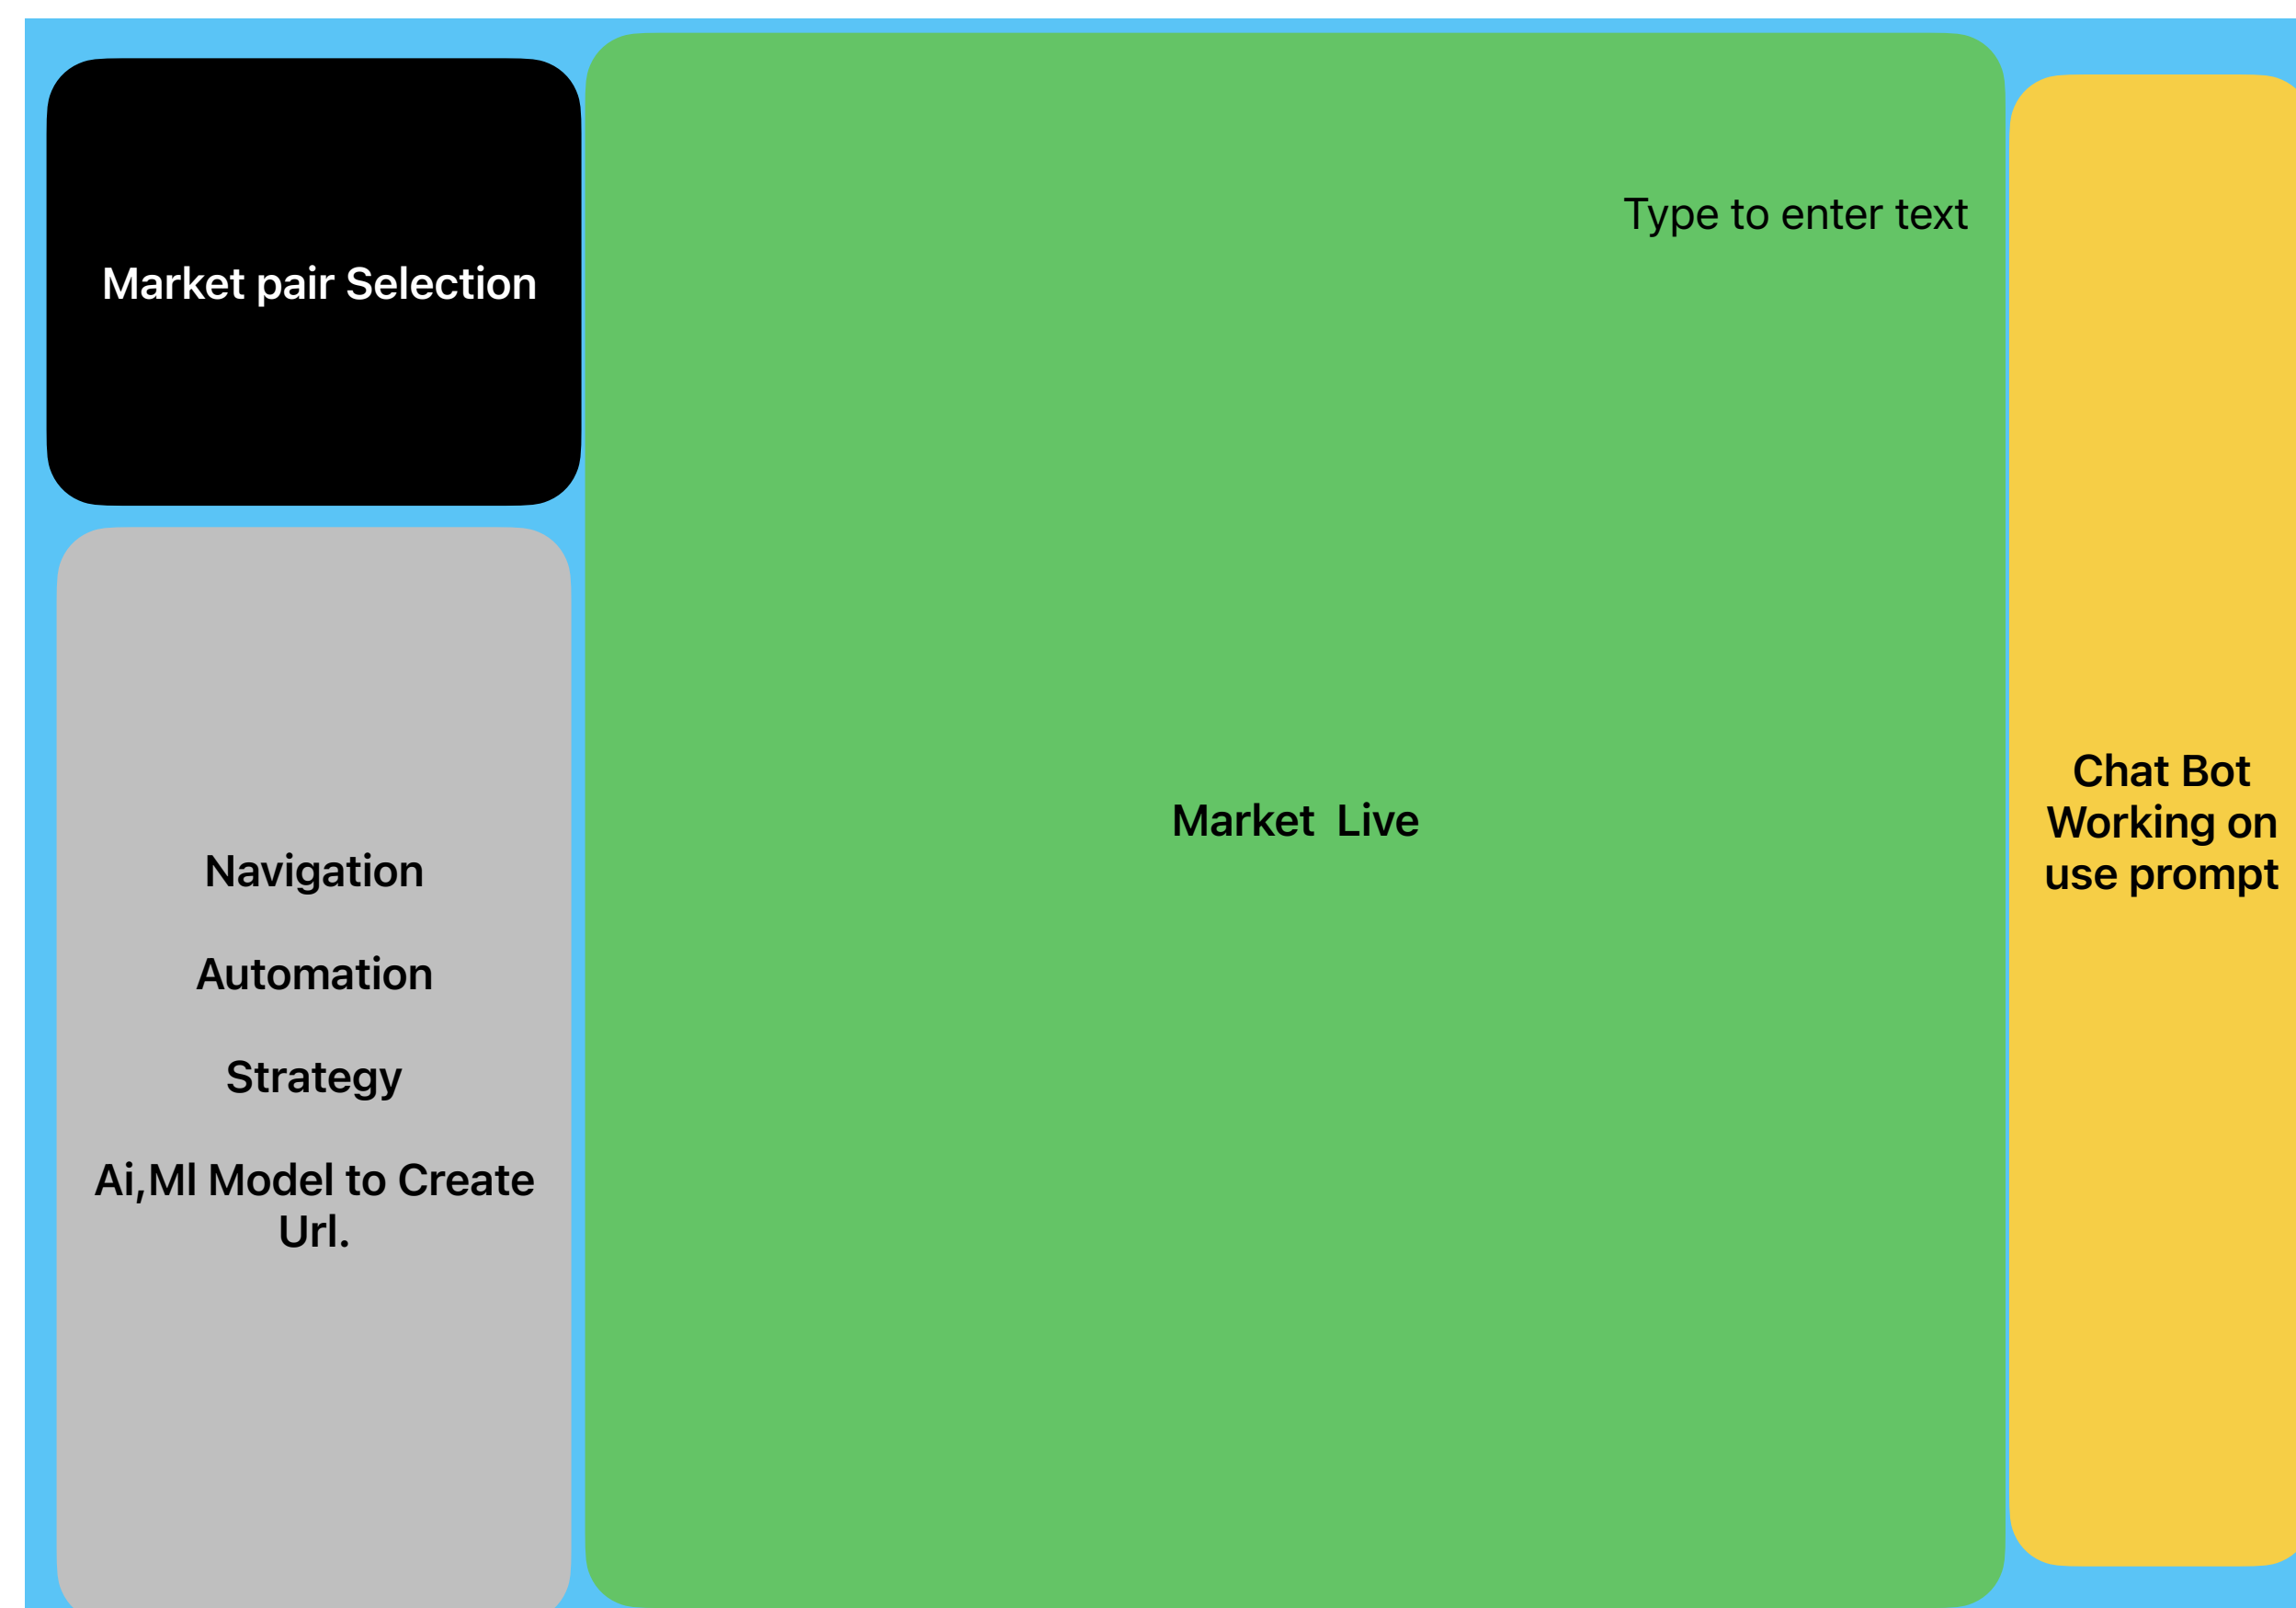 Market pair Selection
Navigation
Automation
Strategy
Ai,Ml Model to Create
Url.
Type to enter text
Market  Live
Chat Bot
Working on
use prompt